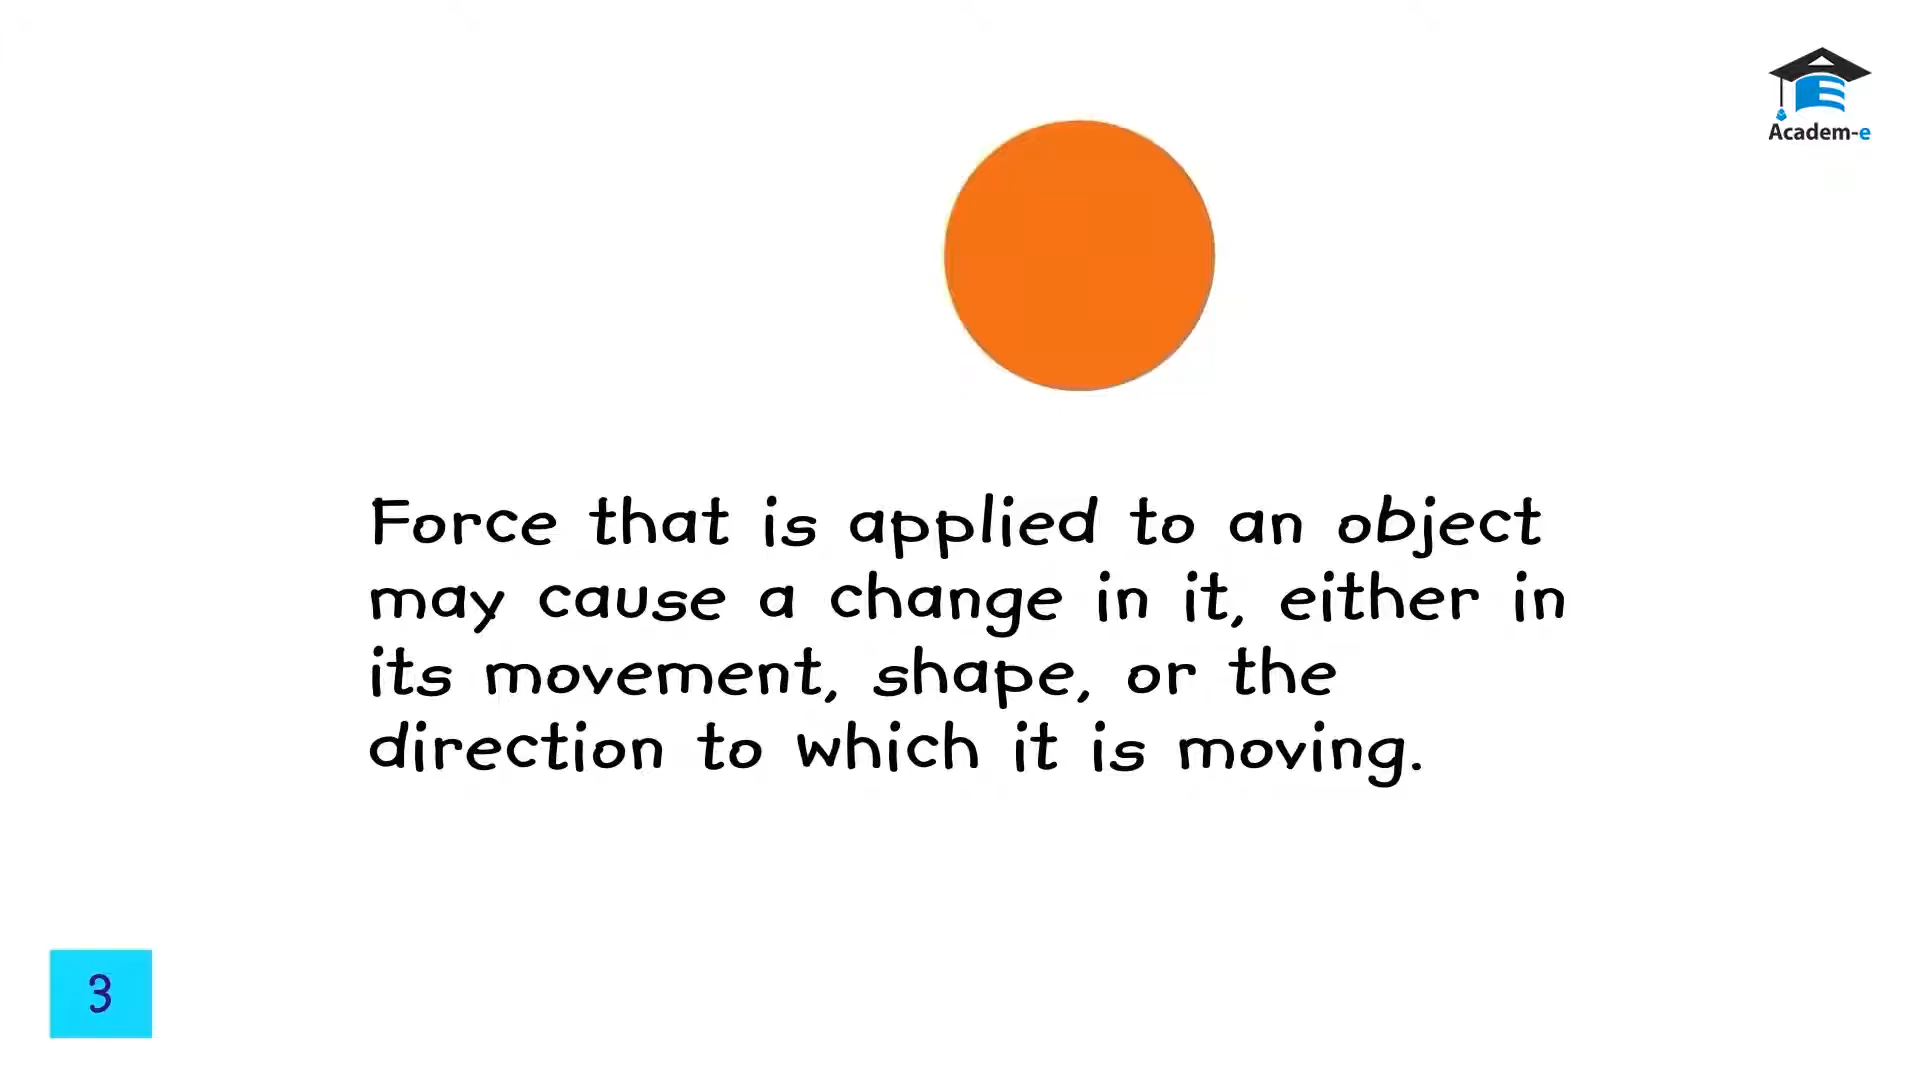 Academ-e
Force that is applied to an object
may cause a change in it, either in
its movement, shape, or the
direction to which it is moving.
3